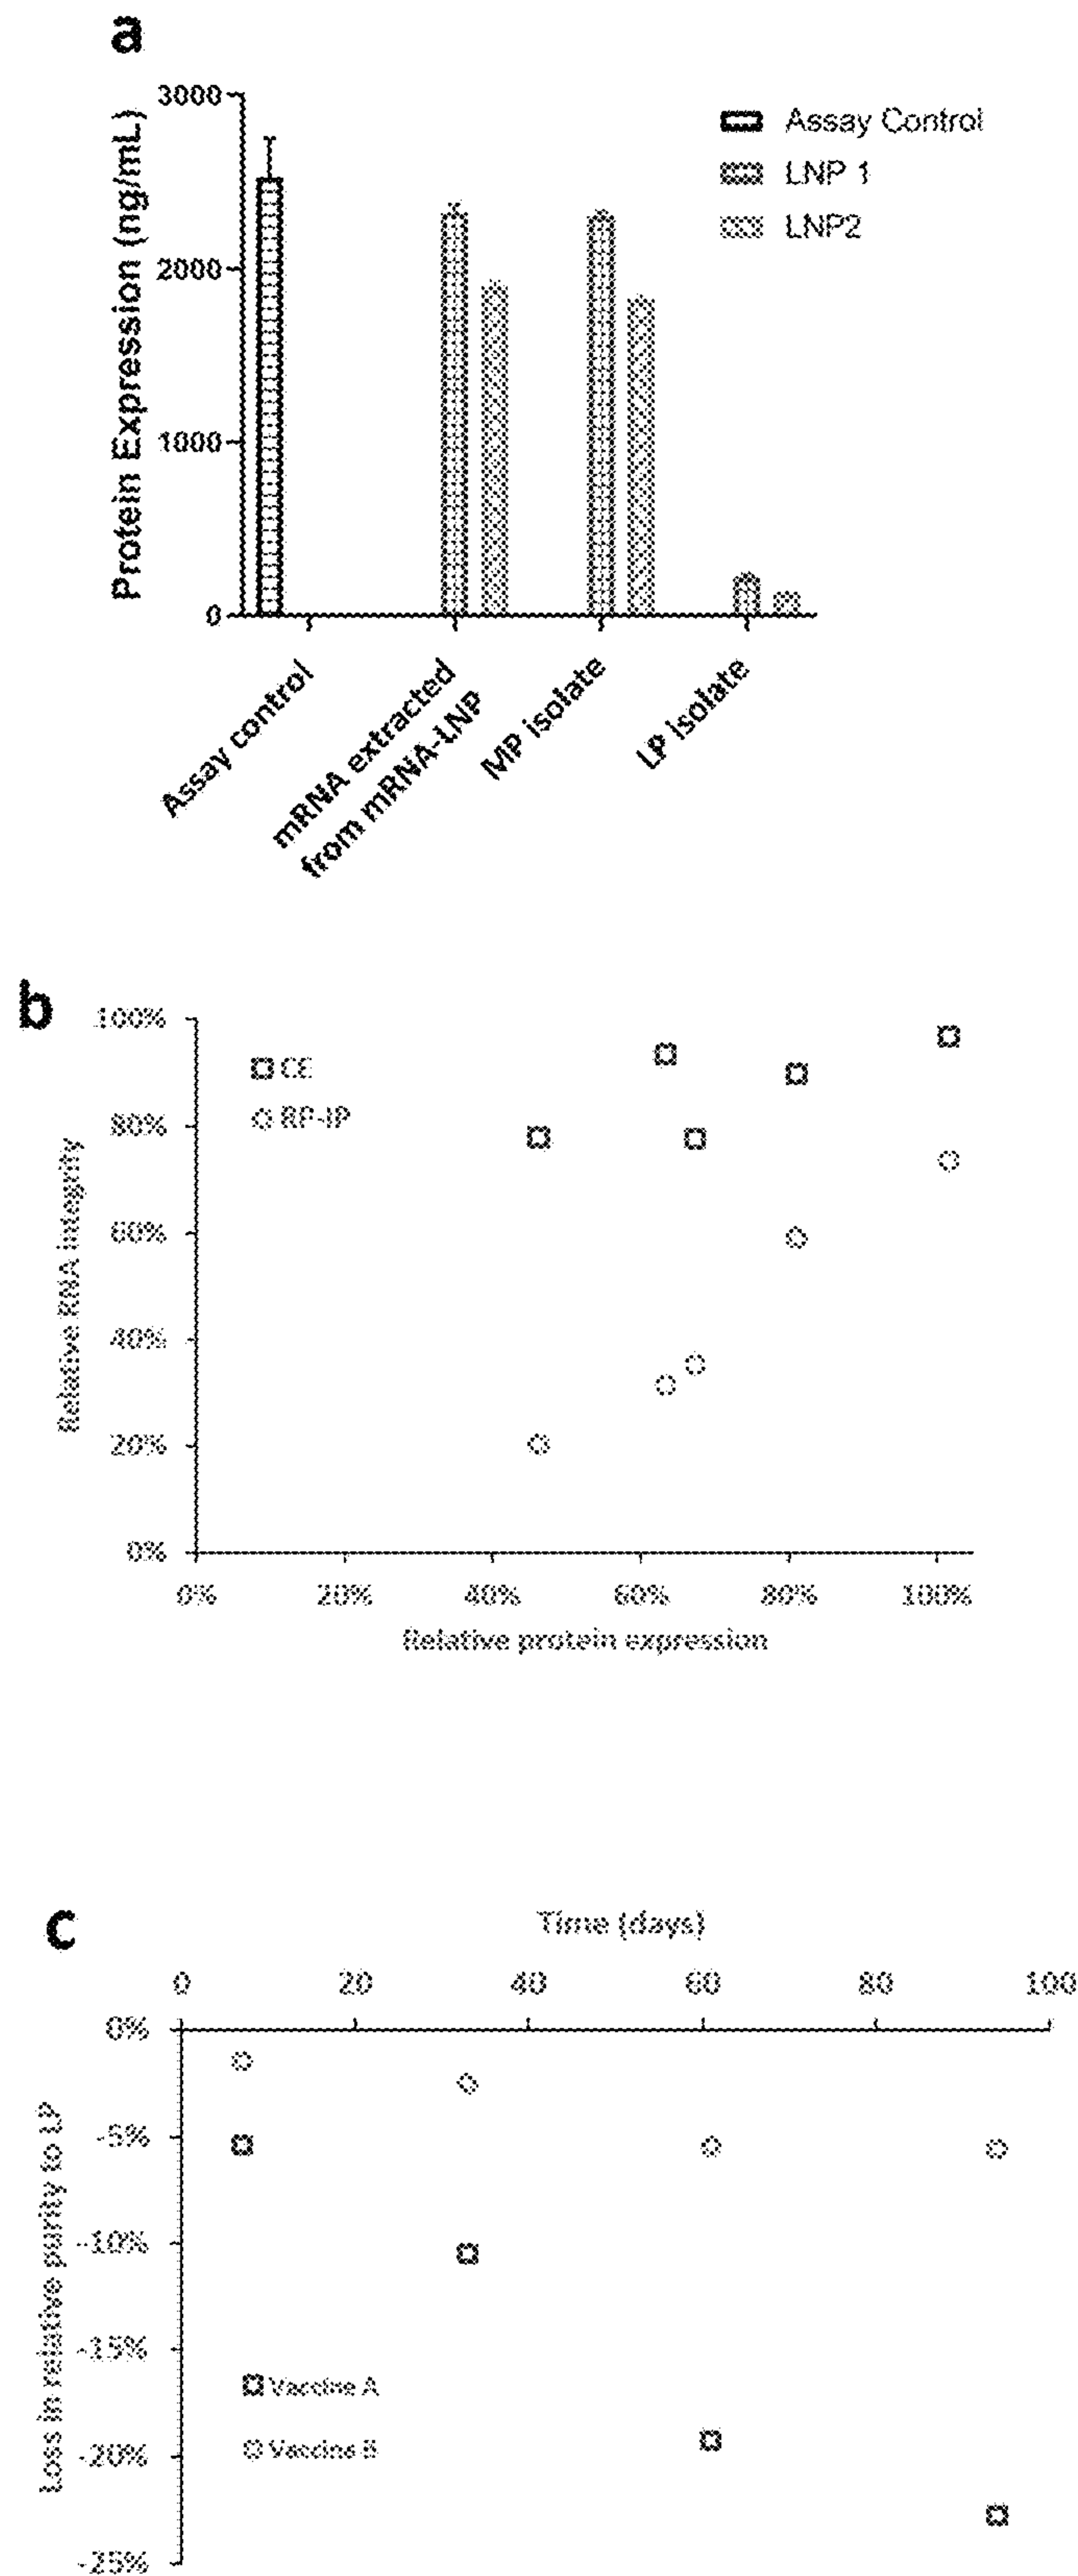 a
3000
2000
1000
0
Protein Expression (ng/mL)
Assay Control
LNP 1
LNP2
Assay control
mRNA extracted
from mRNA-LNP
MP isolate
LP isolate
b
100%
80%
60%
40%
20%
0%
Relative RNA integrity
CE
RP-IP
0% 20% 40% 60% 80% 100%
Relative protein expression
c
Time (days)
0 20 40 60 80 100
0%
-5%
-10%
-15%
-20%
-25%
Loss in relative purity to LP
Vaccine A
Vaccine B